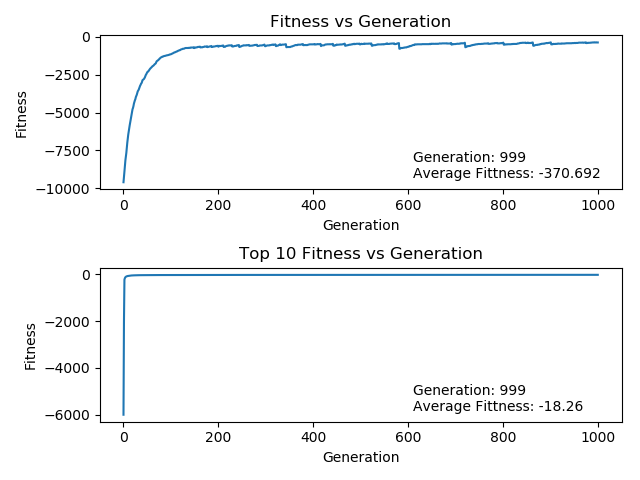 Fitness vs Generation
0
−2500
−5000
−7500
−10000
Fitness
Generation: 999
Average Fittness: -370.692
0 200 400 600 800 1000
Generation
Top 10 Fitness vs Generation
0
−2000
−4000
−6000
Fitness
Generation: 999
Average Fittness: -18.26
0 200 400 600 800 1000
Generation